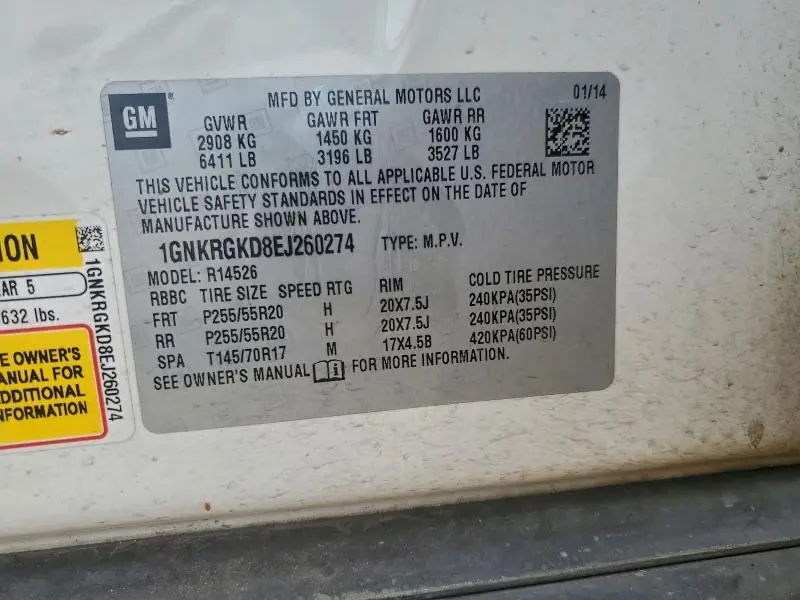 GM
MFD BY GENERAL MOTORS LLC 01/14
GVWR GAWR FRT GAWR RR
2908 KG 1450 KG 1600 KG
6411 LB 3196 LB 3527 LB
THIS VEHICLE CONFORMS TO ALL APPLICABLE U.S. FEDERAL MOTOR
VEHICLE SAFETY STANDARDS IN EFFECT ON THE DATE OF
MANUFACTURE SHOWN ABOVE.
1GNKRGKD8EJ260274 TYPE: M.P.V.
MODEL: R14526
RBBC TIRE SIZE SPEED RTG RIM COLD TIRE PRESSURE
FRT P255/55R20 H 20X7.5J 240KPA(35PSI)
RR P255/55R20 H 20X7.5J 240KPA(35PSI)
SPA T145/70R17 M 17X4.5B 420KPA(60PSI)
SEE OWNER'S MANUAL FOR MORE INFORMATION.
ION
AR 5
632 lbs.
E OWNER'S
ANUAL FOR
DDITIONAL
NFORMATION
1GNKRGKD8EJ260274